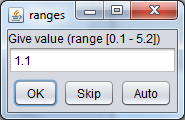 ranges
Give value (range [0.1 - 5.2])
1.1
OK Skip Auto